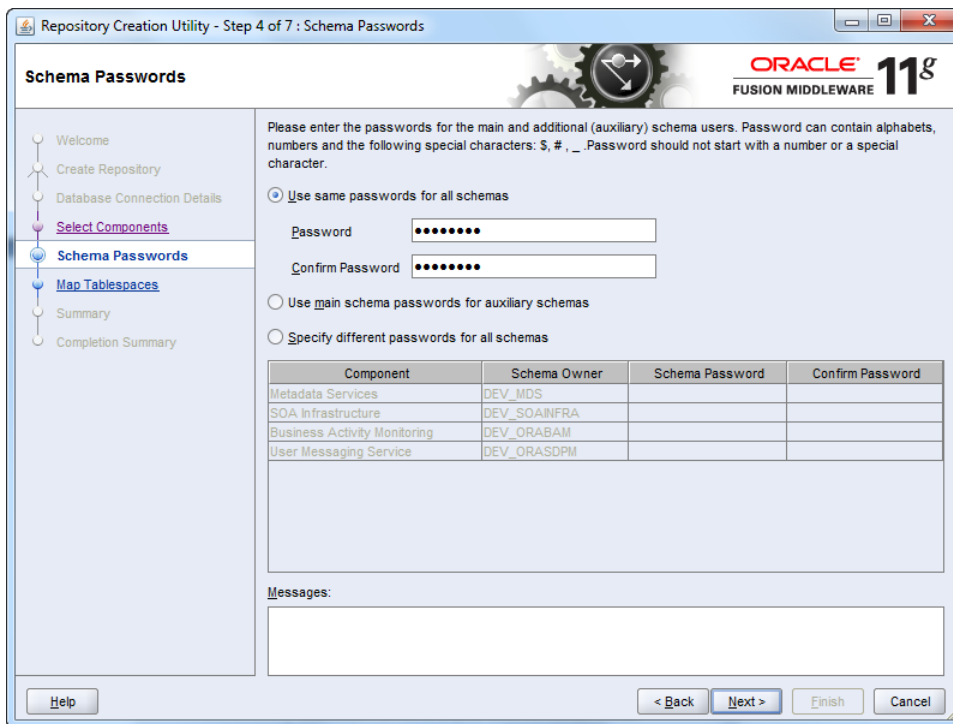 Repository Creation Utility - Step 4 of 7 : Schema Passwords
Schema Passwords
ORACLE®
FUSION MIDDLEWARE 11g
Welcome
Create Repository
Database Connection Details
Select Components
Schema Passwords
Map Tablespaces
Summary
Completion Summary
Please enter the passwords for the main and additional (auxiliary) schema users. Password can contain alphabets,
numbers and the following special characters: $, # , _ .Password should not start with a number or a special
character.
Use same passwords for all schemas
Password ●●●●●●●●
Confirm Password ●●●●●●●●
Use main schema passwords for auxiliary schemas
Specify different passwords for all schemas
Component Schema Owner Schema Password Confirm Password
Metadata Services DEV_MDS
SOA Infrastructure DEV_SOAINFRA
Business Activity Monitoring DEV_ORABAM
User Messaging Service DEV_ORASDPM
Messages:
Help < Back Next > Finish Cancel